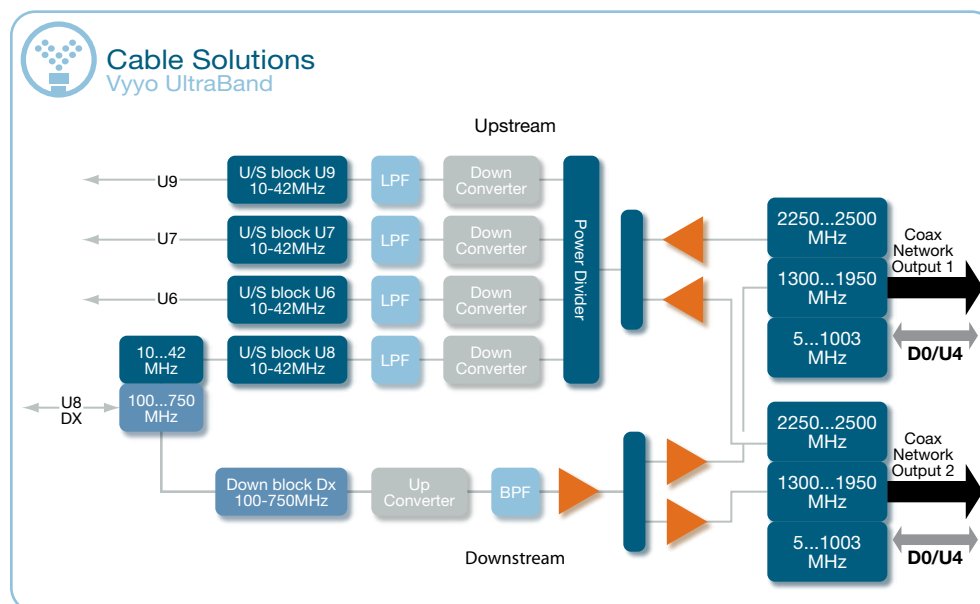 Cable Solutions
Vyyo UltraBand
Upstream
U9
U/S block U9
10-42MHz
LPF
Down
Converter
U7
U/S block U7
10-42MHz
LPF
Down
Converter
U6
U/S block U6
10-42MHz
LPF
Down
Converter
10...42
MHz
U/S block U8
10-42MHz
LPF
Down
Converter
Power Divider
U8
DX
100...750
MHz
2250...2500
MHz
1300...1950
MHz
5...1003
MHz
Coax
Network
Output 1
D0/U4
Down block Dx
100-750MHz
Up
Converter
BPF
Downstream
2250...2500
MHz
1300...1950
MHz
5...1003
MHz
Coax
Network
Output 2
D0/U4